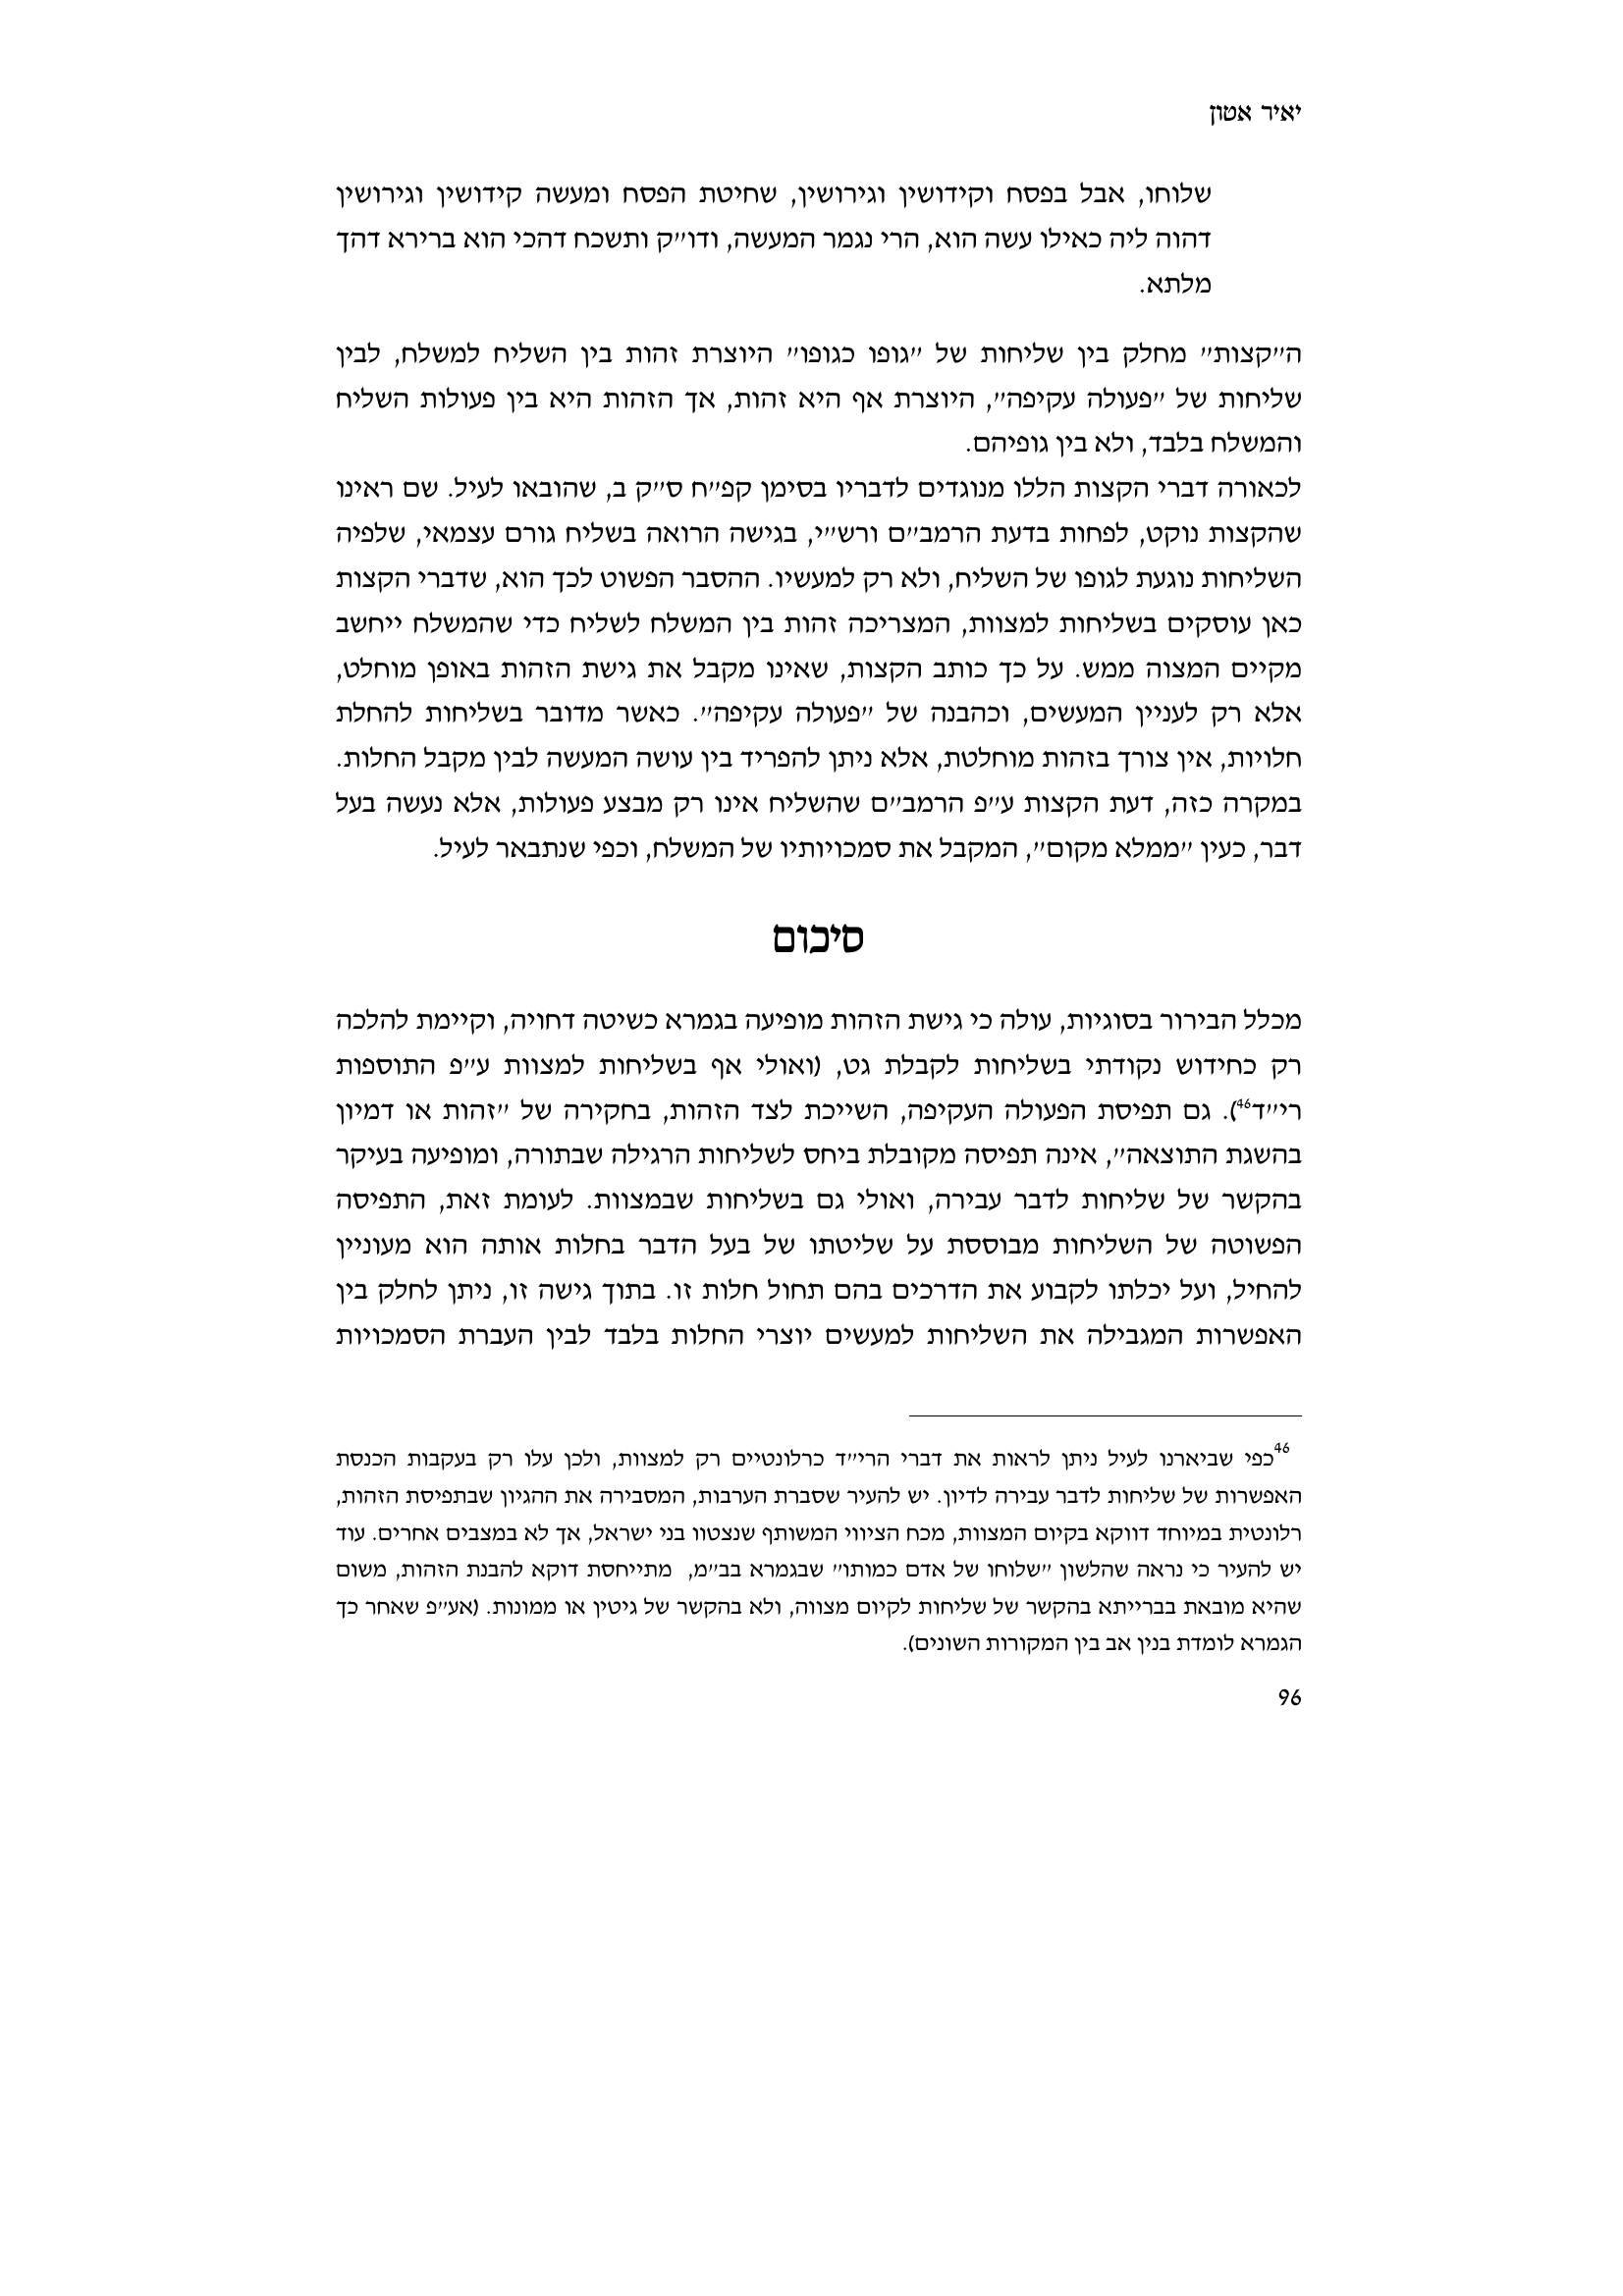 יאיר אטון
שלוחו, אבל בפסח וקידושין וגירושין, שחיטת הפסח ומעשה קידושין וגירושין
דהוה ליה כאילו עשה הוא, הרי נגמר המעשה, ודו״ק ותשכח דהכי הוא ברירא דהך
מלתא.
ה״קצות״ מחלק בין שליחות של ״גופו כגופו״ היוצרת זהות בין השליח למשלח, לבין
שליחות של ״פעולה עקיפה״, היוצרת אף היא זהות, אך הזהות היא בין פעולות השליח
והמשלח בלבד, ולא בין גופיהם.
לכאורה דברי הקצות הללו מנוגדים לדבריו בסימן קפ״ח ס״ק ב, שהובאו לעיל. שם ראינו
שהקצות נוקט, לפחות בדעת הרמב״ם ורש״י, בגישה הרואה בשליח גורם עצמאי, שלפיה
השליחות נוגעת לגופו של השליח, ולא רק למעשיו. ההסבר הפשוט לכך הוא, שדברי הקצות
כאן עוסקים בשליחות למצוות, המצריכה זהות בין המשלח לשליח כדי שהמשלח ייחשב
מקיים המצוה ממש. על כך כותב הקצות, שאינו מקבל את גישת הזהות באופן מוחלט,
אלא רק לעניין המעשים, וכהבנה של ״פעולה עקיפה״. כאשר מדובר בשליחות להחלת
חלויות, אין צורך בזהות מוחלטת, אלא ניתן להפריד בין עושה המעשה לבין מקבל החלות.
במקרה כזה, דעת הקצות ע״פ הרמב״ם שהשליח אינו רק מבצע פעולות, אלא נעשה בעל
דבר, כעין ״ממלא מקום״, המקבל את סמכויותיו של המשלח, וכפי שנתבאר לעיל.
סיכום
מכלל הבירור בסוגיות, עולה כי גישת הזהות מופיעה בגמרא כשיטה דחויה, וקיימת להלכה
רק כחידוש נקודתי בשליחות לקבלת גט, (ואולי אף בשליחות למצוות ע״פ התוספות
רי״ד46). גם תפיסת הפעולה העקיפה, השייכת לצד הזהות, בחקירה של ״זהות או דמיון
בהשגת התוצאה״, אינה תפיסה מקובלת ביחס לשליחות הרגילה שבתורה, ומופיעה בעיקר
בהקשר של שליחות לדבר עבירה, ואולי גם בשליחות שבמצוות. לעומת זאת, התפיסה
הפשוטה של השליחות מבוססת על שליטתו של בעל הדבר בחלות אותה הוא מעוניין
להחיל, ועל יכלתו לקבוע את הדרכים בהם תחול חלות זו. בתוך גישה זו, ניתן לחלק בין
האפשרות המגבילה את השליחות למעשים יוצרי החלות בלבד לבין העברת הסמכויות
46כפי שביארנו לעיל ניתן לראות את דברי הרי״ד כרלונטיים רק למצוות, ולכן עלו רק בעקבות הכנסת
האפשרות של שליחות לדבר עבירה לדיון. יש להעיר שסברת הערבות, המסבירה את ההגיון שבתפיסת הזהות,
רלונטית במיוחד דווקא בקיום המצוות, מכח הציווי המשותף שנצטוו בני ישראל, אך לא במצבים אחרים. עוד
יש להעיר כי נראה שהלשון ״שלוחו של אדם כמותו״ שבגמרא בב״מ, מתייחסת דוקא להבנת הזהות, משום
שהיא מובאת בברייתא בהקשר של שליחות לקיום מצווה, ולא בהקשר של גיטין או ממונות. (אע״פ שאחר כך
הגמרא לומדת בנין אב בין המקורות השונים).
96